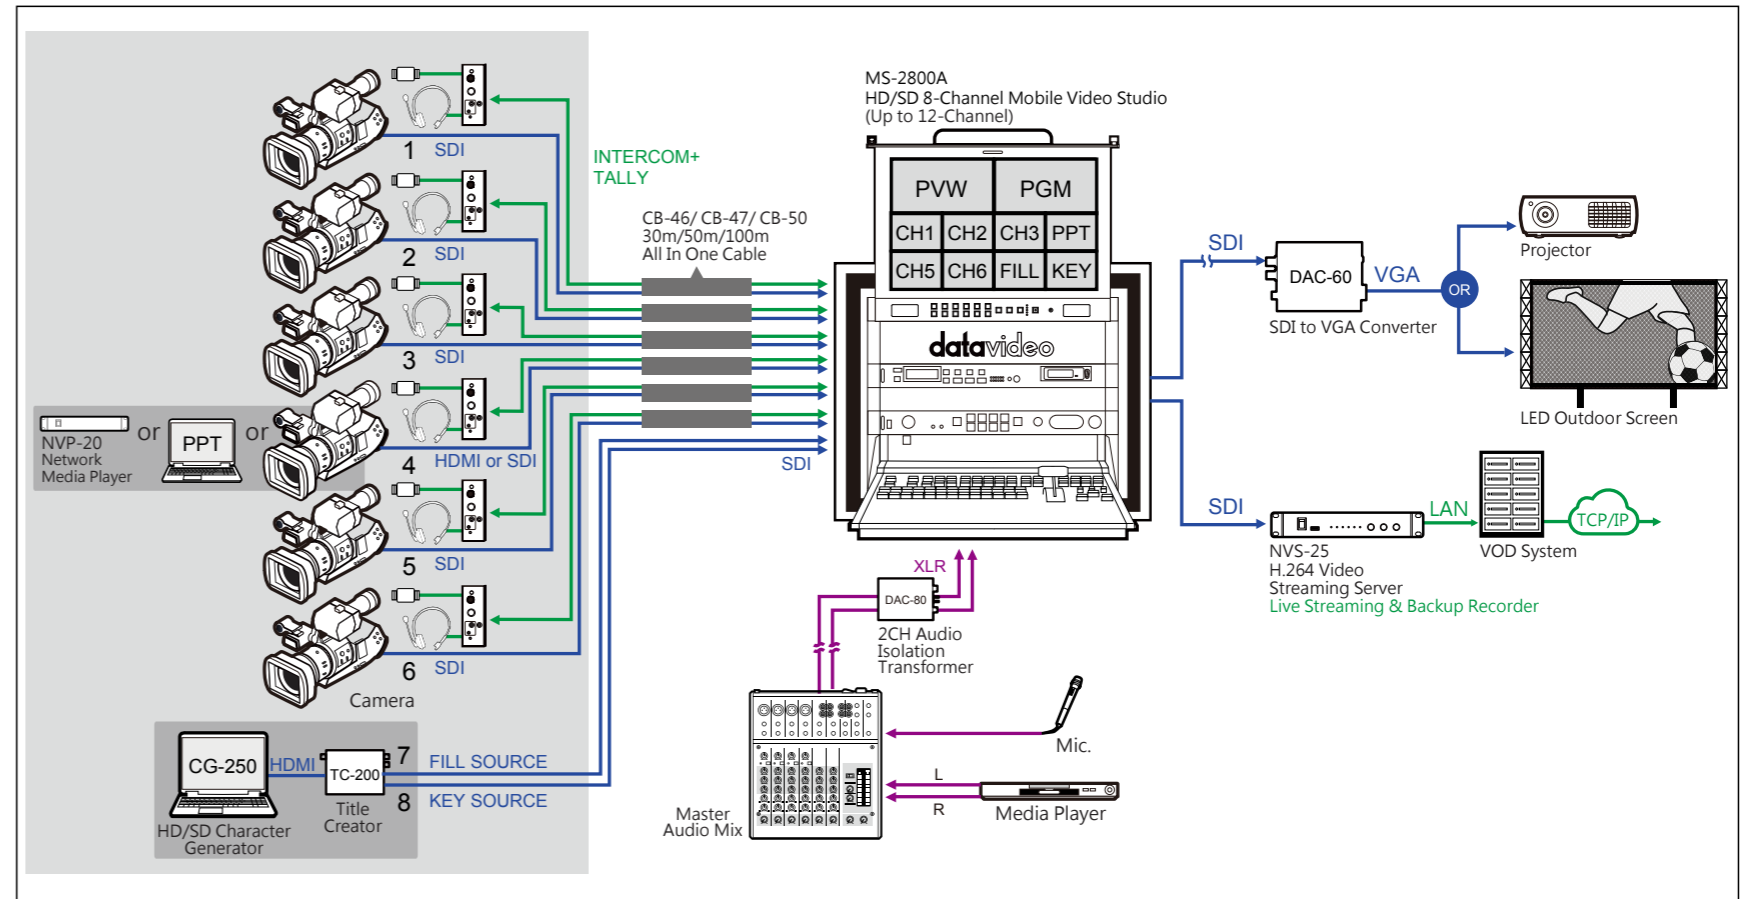 MS-2800A
HD/SD 8-Channel Mobile Video Studio
(Up to 12-Channel)
1 SDI
INTERCOM+
TALLY
2 SDI
CB-46/ CB-47/ CB-50
30m/50m/100m
All In One Cable
3 SDI
NVP-20
Network
Media Player
or
PPT
or
4 HDMI or SDI
5 SDI
6 SDI
Camera
CG-250
HDMI
TC-200
7 FILL SOURCE
8 KEY SOURCE
HD/SD Character
Generator
Title
Creator
SDI
PVW PGM
CH1 CH2 CH3 PPT
CH5 CH6 FILL KEY
datavideo
XLR
DAC-80
2CH Audio
Isolation
Transformer
Master
Audio Mix
Mic.
L
R
Media Player
SDI
DAC-60
VGA
OR
SDI to VGA Converter
Projector
LED Outdoor Screen
SDI
LAN
TCP/IP
NVS-25
H.264 Video
Streaming Server
Live Streaming & Backup Recorder
VOD System